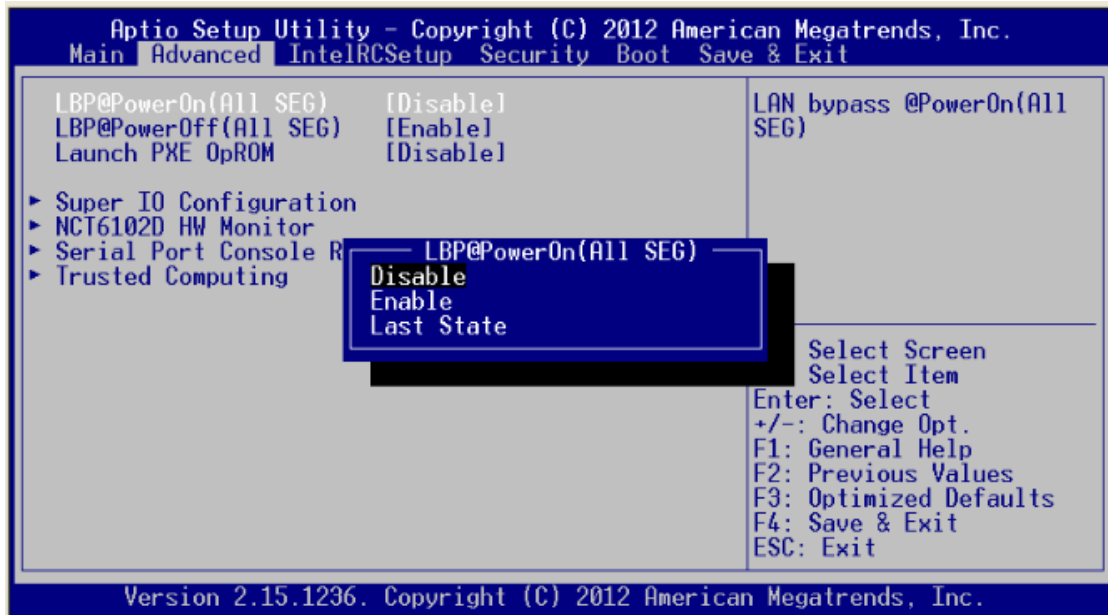 Aptio Setup Utility – Copyright (C) 2012 American Megatrends, Inc.
Main Advanced IntelRCSetup Security Boot Save & Exit
LBP@PowerOn(All SEG) [Disable]
LBP@PowerOff(All SEG) [Enable]
Launch PXE OpROM [Disable]
► Super IO Configuration
► NCT6102D HW Monitor
► Serial Port Console R
► Trusted Computing
LBP@PowerOn(All SEG)
Disable
Enable
Last State
LAN bypass @PowerOn(All
SEG)
Select Screen
Select Item
Enter: Select
+/-: Change Opt.
F1: General Help
F2: Previous Values
F3: Optimized Defaults
F4: Save & Exit
ESC: Exit
Version 2.15.1236. Copyright (C) 2012 American Megatrends, Inc.